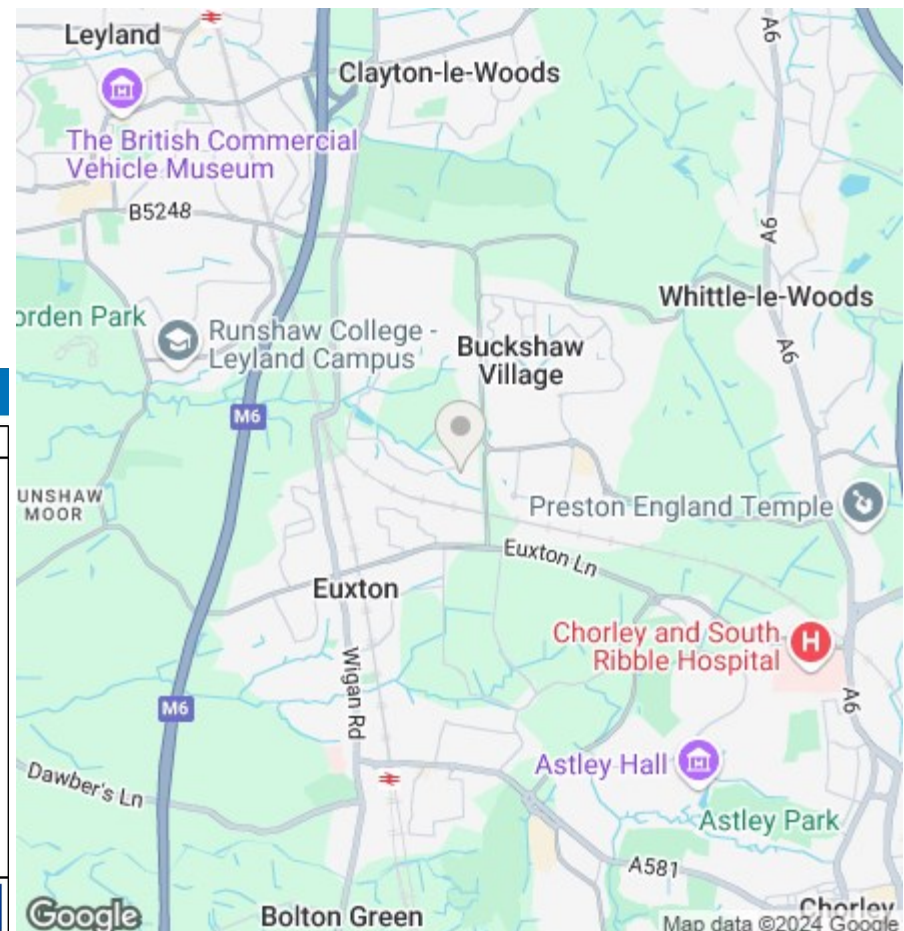 Leyland
A6
Clayton-le-Woods
The British Commercial
Vehicle Museum
B5248
A6
Whittle-le-Woods
orden Park
Runshaw College -
Leyland Campus
Buckshaw
Village
A6
M6
UNSHAW
MOOR
Preston England Temple
Euxton Ln
Euxton
Chorley and South
Ribble Hospital
H
Wigan Rd
A6
M6
Astley Hall
Dawber's Ln
Astley Park
A581
Chorley
Google
Bolton Green
Map data ©2024 Google